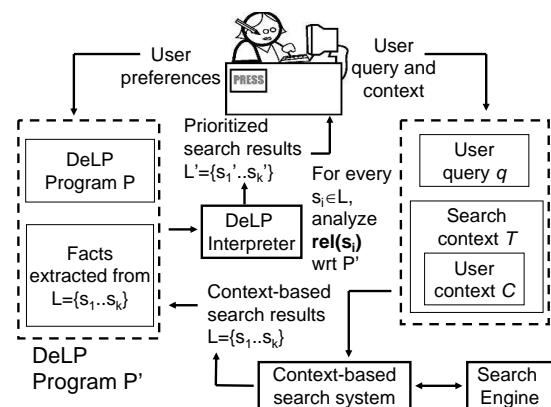 User
preferences
PRESS
User
query and
context
Prioritized
search results
L'={s₁'..sₖ'}
DeLP
Program P
Facts
extracted from
L={s₁..sₖ}
DeLP
Program P'
DeLP
Interpreter
For every
sᵢ∈L,
analyze
rel(sᵢ)
wrt P'
User
query q
Search
context T
User
context C
Context-based
search results
L={s₁..sₖ}
Context-based
search system
Search
Engine